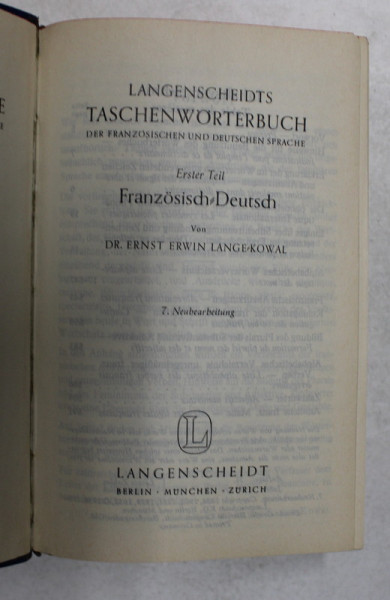 LANGENSCHEIDTS
TASCHENWÖRTERBUCH
DER FRANZÖSISCHEN UND DEUTSCHEN SPRACHE
Erster Teil
Französisch-Deutsch
Von
DR. ERNST ERWIN LANGE-KOWAL
7. Neubearbeitung
L
LANGENSCHEIDT
BERLIN · MÜNCHEN · ZÜRICH